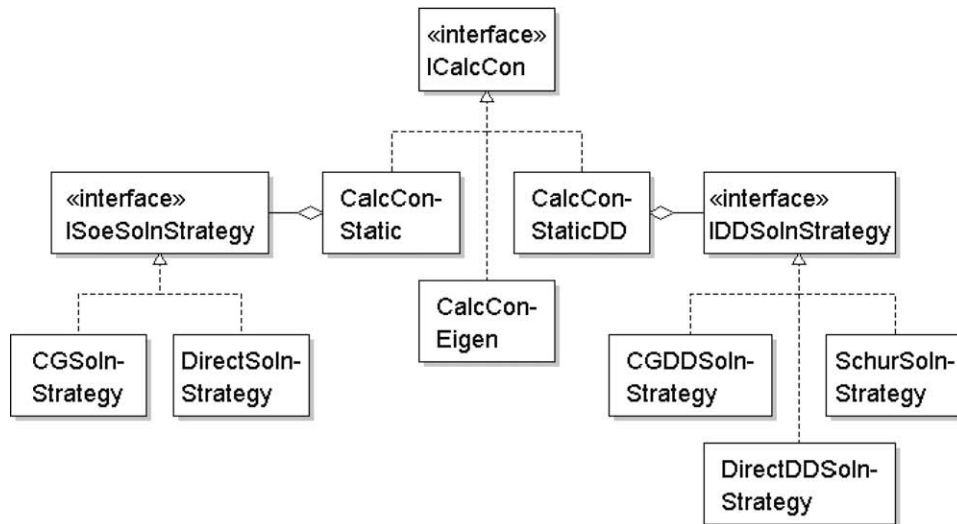 «interface»
ICalcCon
«interface»
ISoeSolnStrategy
CalcCon-
Static
CalcCon-
StaticDD
«interface»
IDDSolnStrategy
CalcCon-
Eigen
CGSoln-
Strategy
DirectSoln-
Strategy
CGDDSoln-
Strategy
SchurSoln-
Strategy
DirectDDSoln-
Strategy